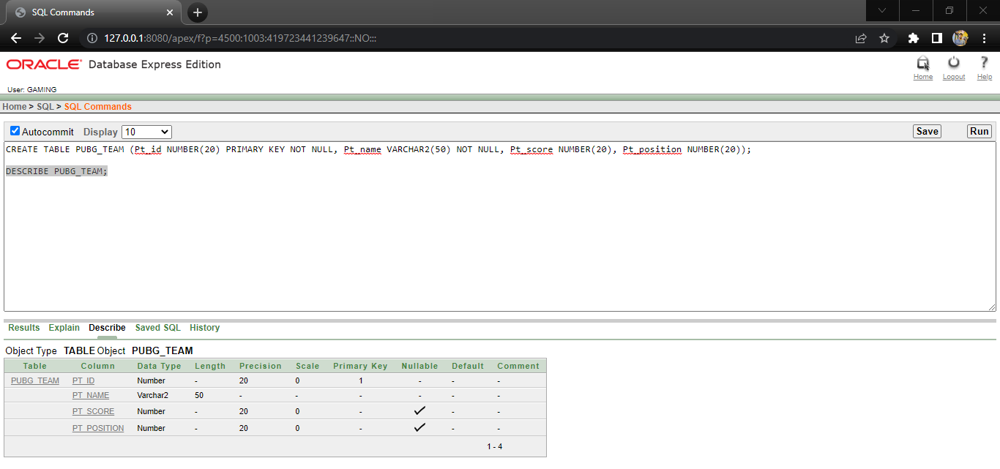 SQL Commands
127.0.0.1:8080/apex/f?p=4500:1003:419723441239647::NO:::
ORACLE Database Express Edition
Home Logout Help
User: GAMING
Home > SQL > SQL Commands
Autocommit Display 10 Save Run
CREATE TABLE PUBG_TEAM (Pt_id NUMBER(20) PRIMARY KEY NOT NULL, Pt_name VARCHAR2(50) NOT NULL, Pt_score NUMBER(20), Pt_position NUMBER(20));
DESCRIBE PUBG_TEAM;
Results Explain Describe Saved SQL History
Object Type TABLE Object PUBG_TEAM
Table Column Data Type Length Precision Scale Primary Key Nullable Default Comment
PUBG_TEAM PT_ID Number - 20 0 1 - - -
PT_NAME Varchar2 50 - - - - - -
PT_SCORE Number - 20 0 - ✓ - -
PT_POSITION Number - 20 0 - ✓ - -
1 - 4